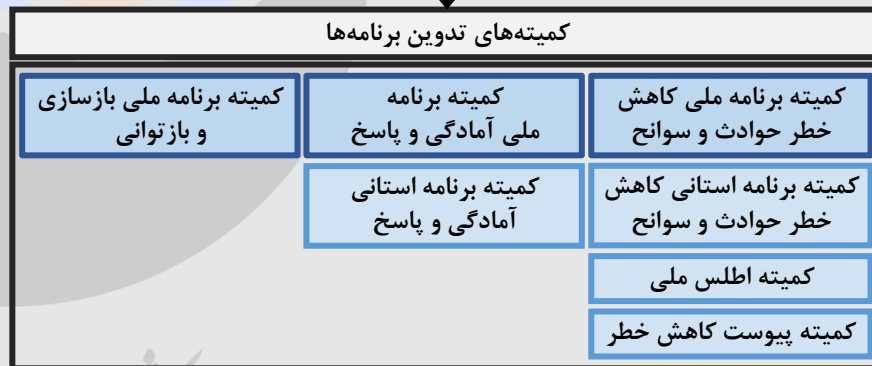 کمیته‌های تدوین برنامه‌ها
کمیته برنامه ملی کاهش
خطر حوادث و سوانح
کمیته برنامه
ملی آمادگی و پاسخ
کمیته برنامه ملی بازسازی
و بازتوانی
کمیته برنامه استانی کاهش
خطر حوادث و سوانح
کمیته برنامه استانی
آمادگی و پاسخ
کمیته اطلس ملی
کمیته پیوست کاهش خطر